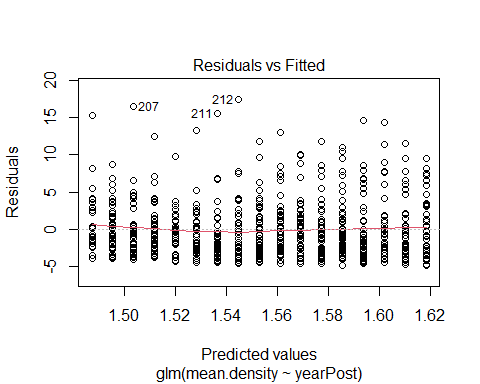 Residuals vs Fitted
20
15
10
5
0
-5
Residuals
207
211
212
1.50 1.52 1.54 1.56 1.58 1.60 1.62
Predicted values
glm(mean.density ~ yearPost)